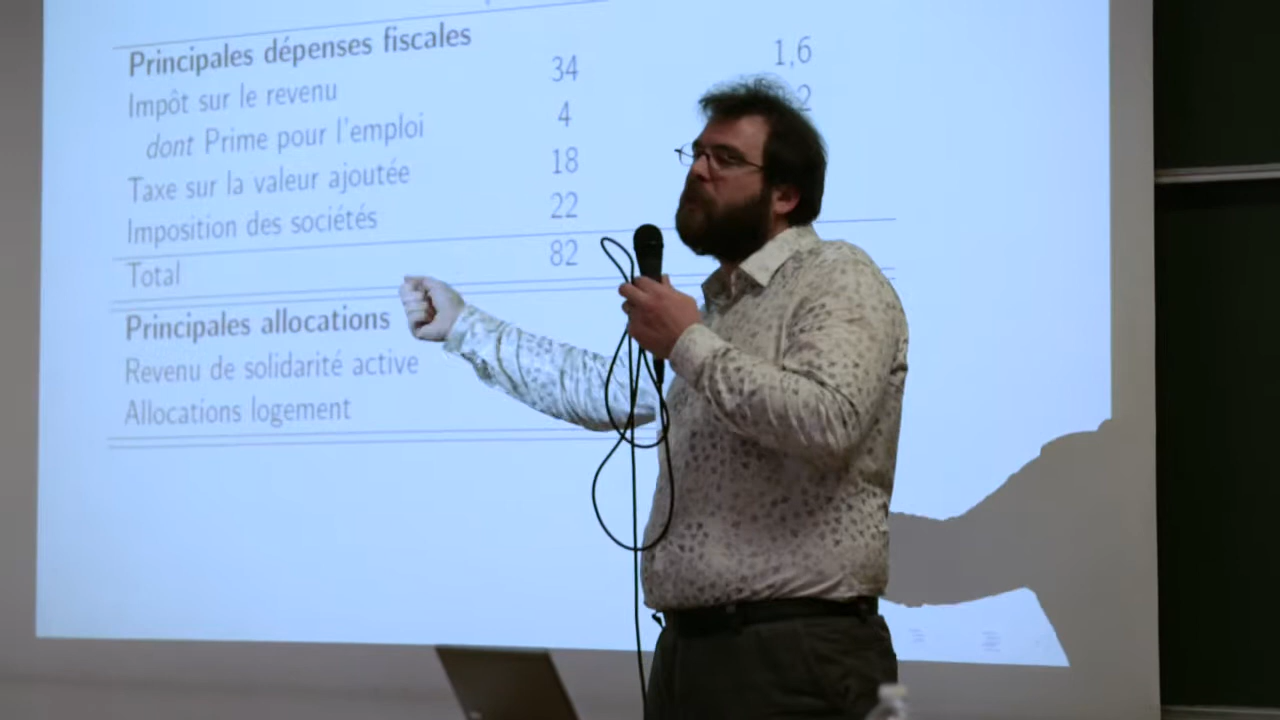 Principales dépenses fiscales
Impôt sur le revenu 34 1,6
dont Prime pour l'emploi 4 2
Taxe sur la valeur ajoutée 18
Imposition des sociétés 22
Total 82
Principales allocations
Revenu de solidarité active
Allocations logement